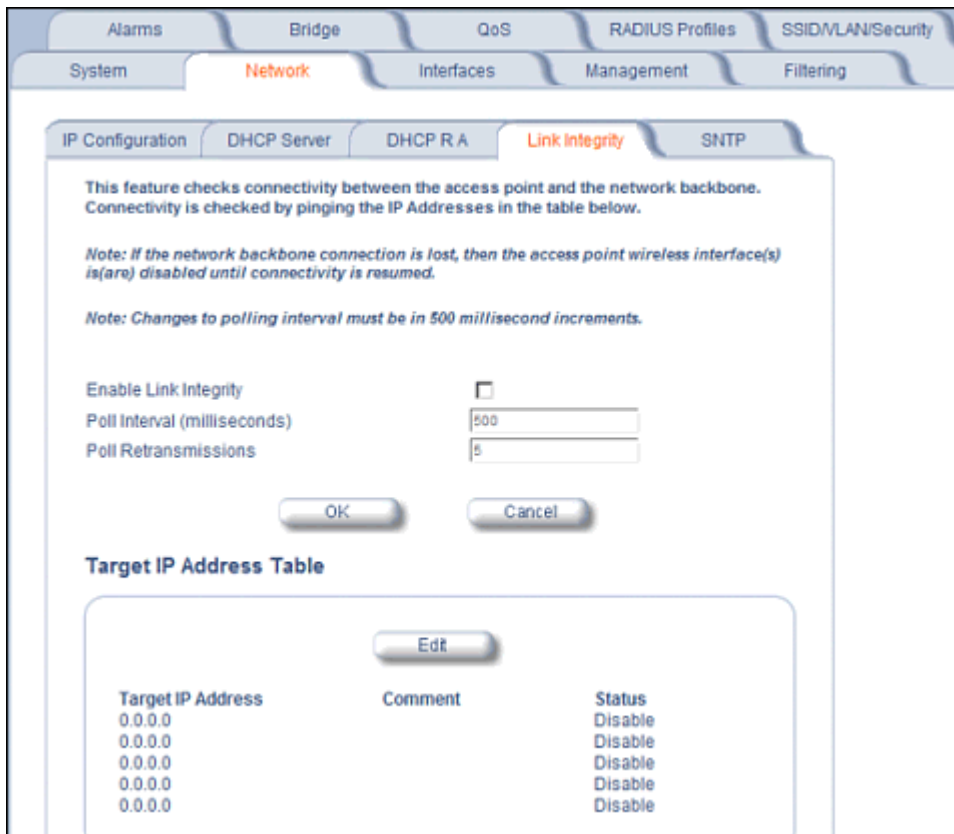 Alarms Bridge QoS RADIUS Profiles SSID/VLAN/Security
System Network Interfaces Management Filtering
IP Configuration DHCP Server DHCP R A Link Integrity SNTP
This feature checks connectivity between the access point and the network backbone.
Connectivity is checked by pinging the IP Addresses in the table below.
Note: If the network backbone connection is lost, then the access point wireless interface(s)
is(are) disabled until connectivity is resumed.
Note: Changes to polling interval must be in 500 millisecond increments.
Enable Link Integrity
Poll Interval (milliseconds) 500
Poll Retransmissions 5
OK Cancel
Target IP Address Table
Edit
Target IP Address Comment Status
0.0.0.0 Disable
0.0.0.0 Disable
0.0.0.0 Disable
0.0.0.0 Disable
0.0.0.0 Disable